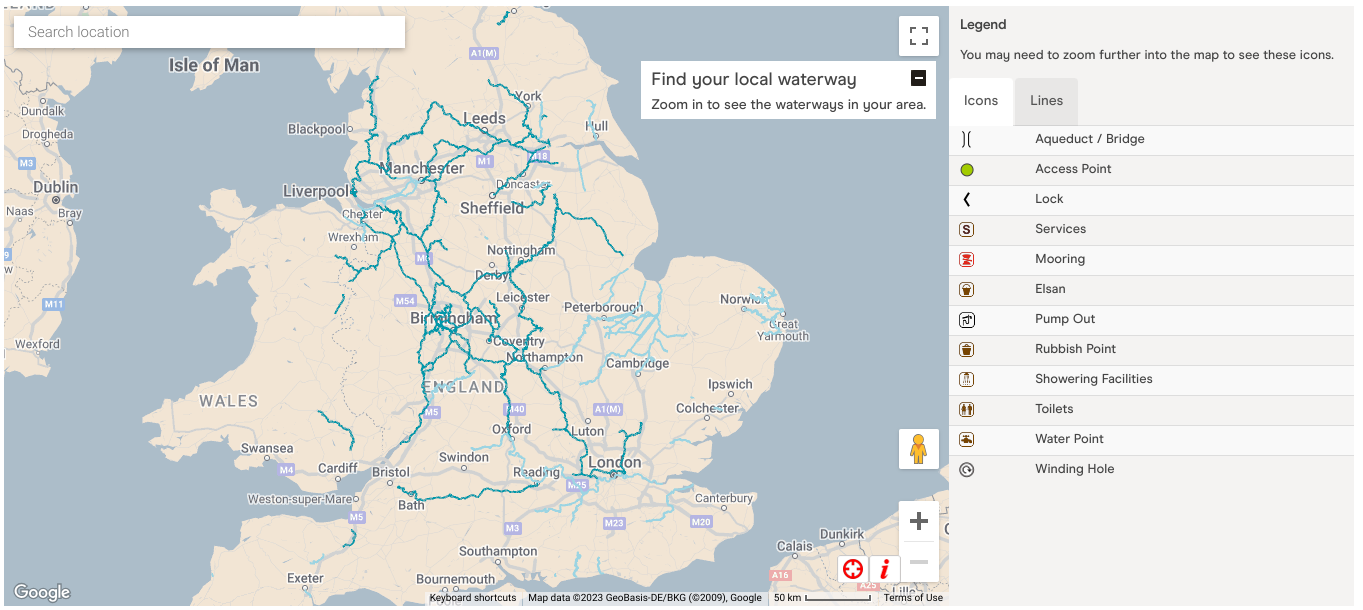 Search location
Find your local waterway
Zoom in to see the waterways in your area.
Isle of Man
A1(M)
York
Dundalk
Drogheda
Blackpool
Leeds
Hull
M3
Manchester
M1
M18
Dublin
Liverpool
Doncaster
Naas
Bray
Chester
Sheffield
Wrexham
Nottingham
M6
Derby
M11
M54
Leicester
Peterborough
Norwich
Birmingham
Great
Yarmouth
Wexford
Coventry
Northampton
Cambridge
ENGLAND
Ipswich
WALES
M5
M40
A1(M)
Colchester
Oxford
Luton
Swansea
Swindon
London
M4
Cardiff
Bristol
Reading
M25
Weston-super-Mare
Bath
Canterbury
M5
M3
M23
M20
Dunkirk
Southampton
Calais
Exeter
Bournemouth
A16
A25
Lille
Google
Keyboard shortcuts
Map data ©2023 GeoBasis-DE/BKG (©2009), Google
50 km
Terms of Use
Legend
You may need to zoom further into the map to see these icons.
Icons
Lines
Aqueduct / Bridge
Access Point
Lock
S Services
Mooring
Elsan
Pump Out
Rubbish Point
Showering Facilities
Toilets
Water Point
Winding Hole